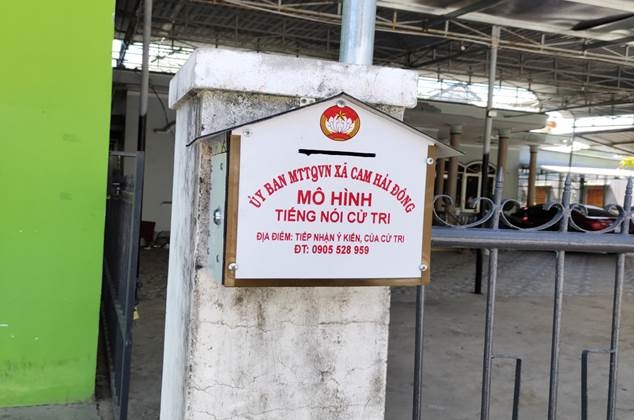 ỦY BAN MTTQVN XÃ CAM HẢI ĐÔNG
MÔ HÌNH
TIẾNG NÓI CỬ TRI
ĐỊA ĐIỂM: TIẾP NHẬN Ý KIẾN, CỦA CỬ TRI
ĐT: 0905 528 959